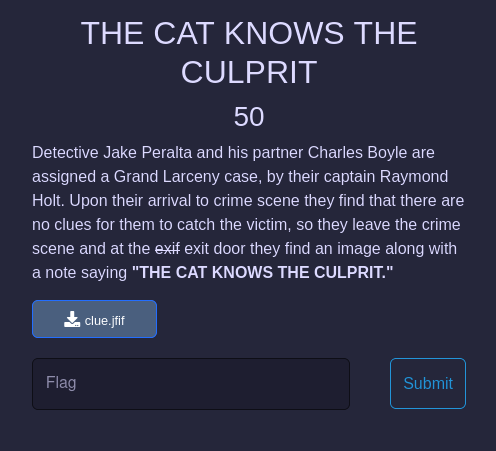 THE CAT KNOWS THE
CULPRIT
50
Detective Jake Peralta and his partner Charles Boyle are
assigned a Grand Larceny case, by their captain Raymond
Holt. Upon their arrival to crime scene they find that there are
no clues for them to catch the victim, so they leave the crime
scene and at the exif exit door they find an image along with
a note saying "THE CAT KNOWS THE CULPRIT."
clue.jfif
Flag
Submit